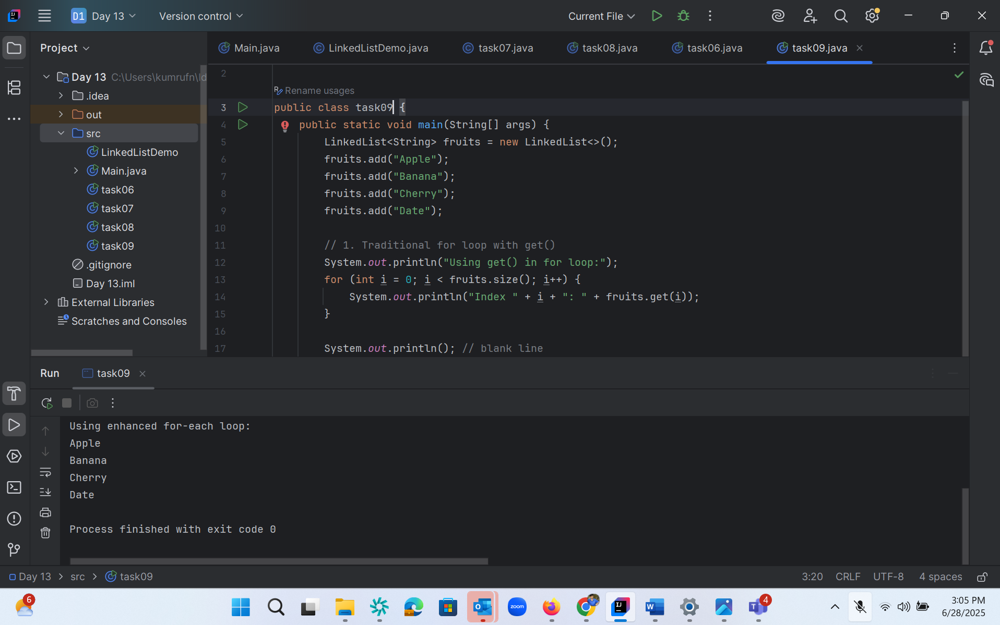 D1 Day 13 Version control Current File
Project
Main.java LinkedListDemo.java task07.java task08.java task06.java task09.java
Day 13 C:\Users\kumrufn\Id
.idea
out
src
LinkedListDemo
Main.java
task06
task07
task08
task09
.gitignore
Day 13.iml
External Libraries
Scratches and Consoles
2
Rename usages
3 public class task09 {
4 public static void main(String[] args) {
5 LinkedList<String> fruits = new LinkedList<>();
6 fruits.add("Apple");
7 fruits.add("Banana");
8 fruits.add("Cherry");
9 fruits.add("Date");
10
11 // 1. Traditional for loop with get()
12 System.out.println("Using get() in for loop:");
13 for (int i = 0; i < fruits.size(); i++) {
14 System.out.println("Index " + i + ": " + fruits.get(i));
15 }
16
17 System.out.println(); // blank line
Run task09
Using enhanced for-each loop:
Apple
Banana
Cherry
Date
Process finished with exit code 0
Day 13 > src > task09 3:20 CRLF UTF-8 4 spaces
6
zoom
4
3:05 PM
6/28/2025